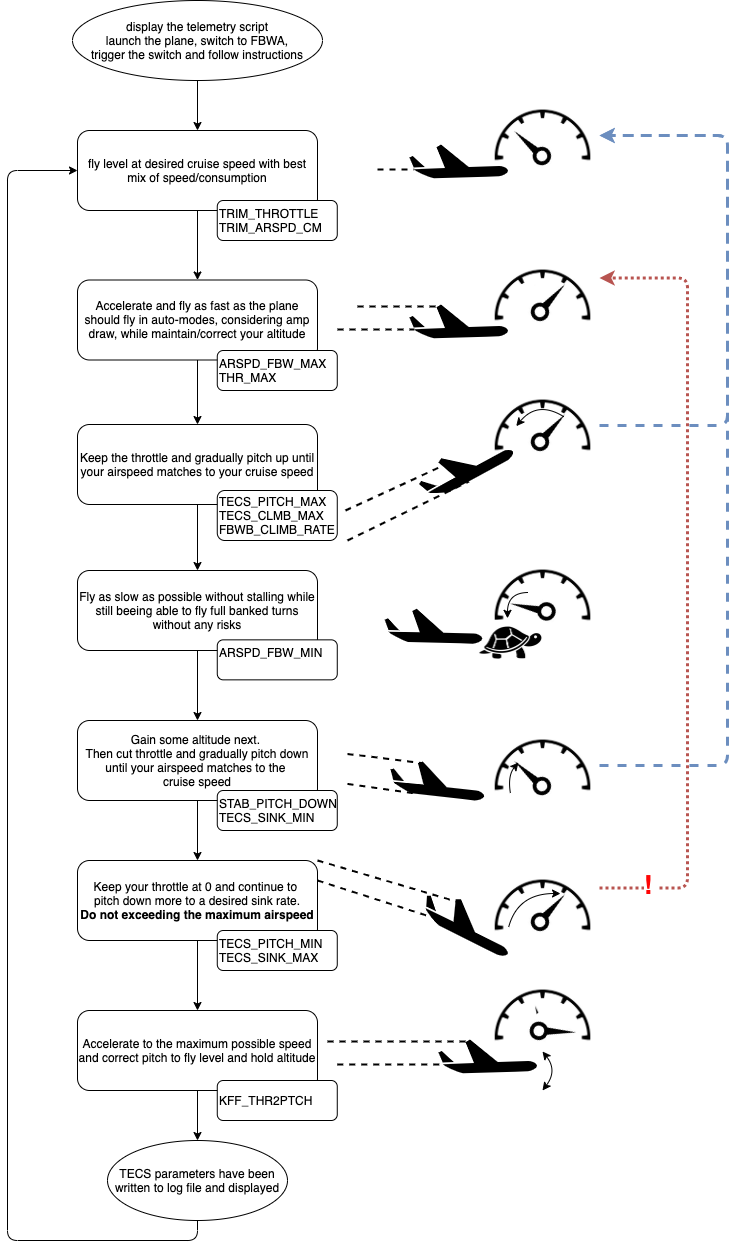 display the telemetry script
launch the plane, switch to FBWA,
trigger the switch and follow instructions
fly level at desired cruise speed with best
mix of speed/consumption
TRIM_THROTTLE
TRIM_ARSPD_CM
Accelerate and fly as fast as the plane
should fly in auto-modes, considering amp
draw, while maintain/correct your altitude
ARSPD_FBW_MAX
THR_MAX
Keep the throttle and gradually pitch up until
your airspeed matches to your cruise speed
TECS_PITCH_MAX
TECS_CLMB_MAX
FBWB_CLIMB_RATE
Fly as slow as possible without stalling while
still beeing able to fly full banked turns
without any risks
ARSPD_FBW_MIN
Gain some altitude next.
Then cut throttle and gradually pitch down
until your airspeed matches to the
cruise speed
STAB_PITCH_DOWN
TECS_SINK_MIN
Keep your throttle at 0 and continue to
pitch down more to a desired sink rate.
Do not exceeding the maximum airspeed
!
TECS_PITCH_MIN
TECS_SINK_MAX
Accelerate to the maximum possible speed
and correct pitch to fly level and hold altitude
KFF_THR2PTCH
TECS parameters have been
written to log file and displayed